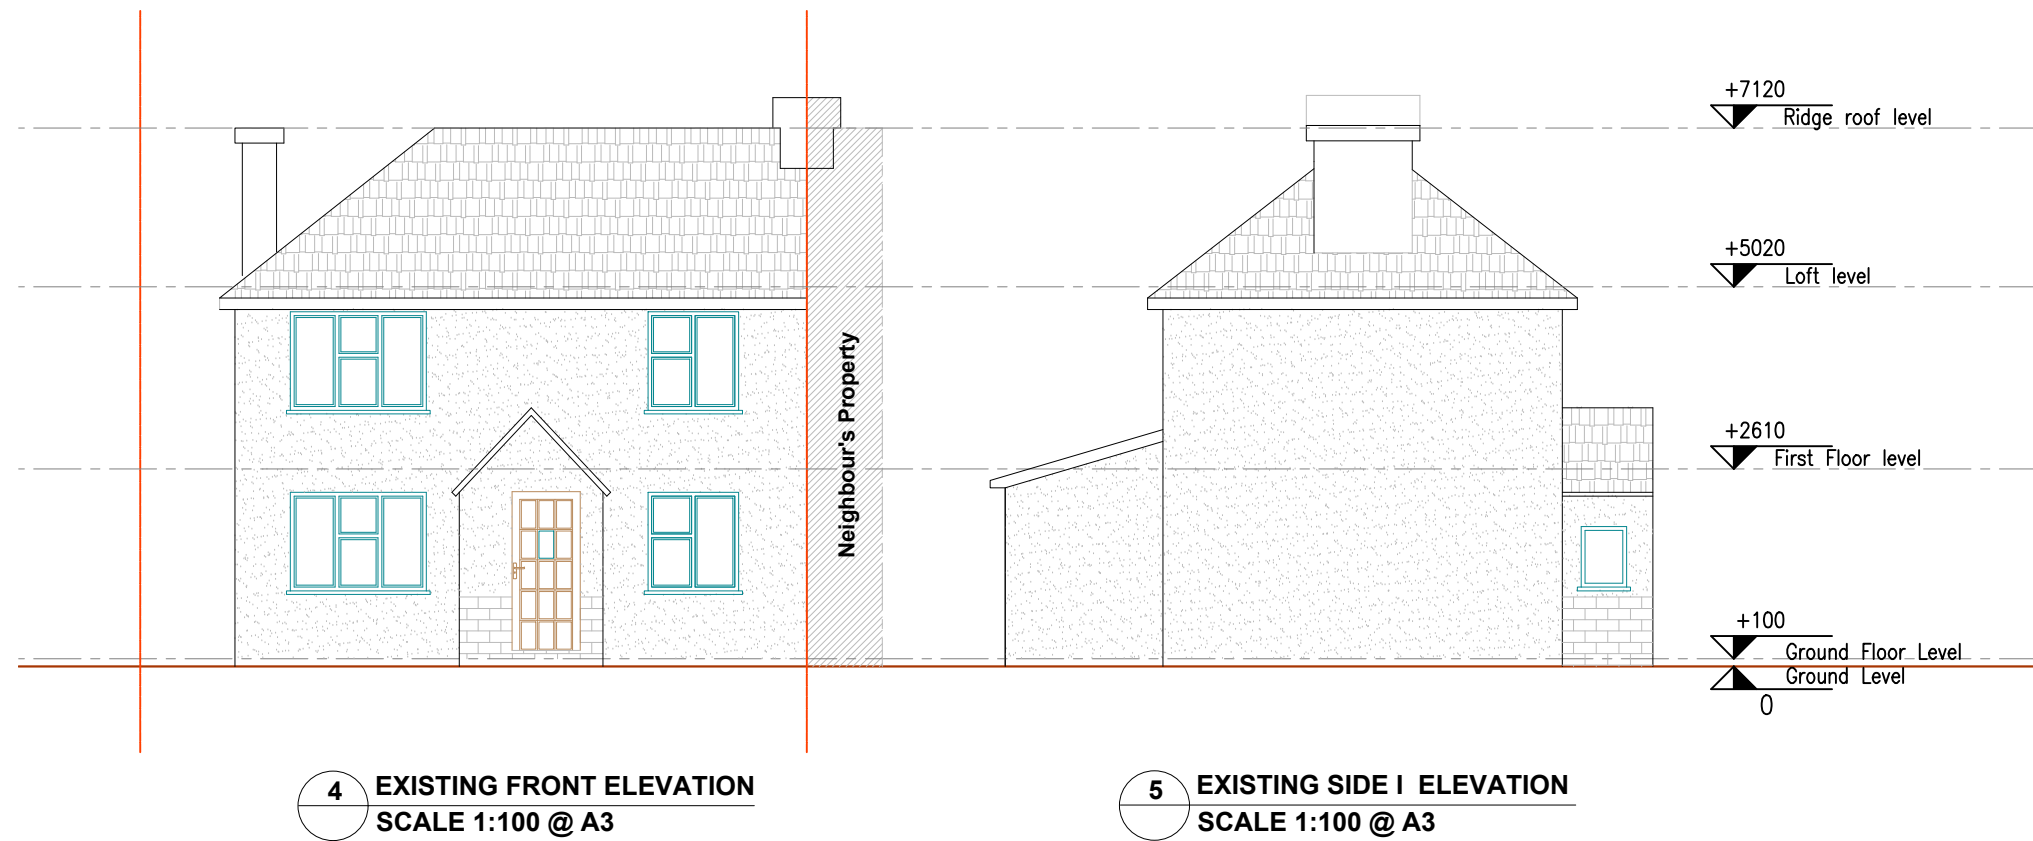 +7120
Ridge roof level
+5020
Loft level
Neighbour's Property
+2610
First Floor level
+100
Ground Floor Level
Ground Level
0
4 EXISTING FRONT ELEVATION
SCALE 1:100 @ A3
5 EXISTING SIDE I ELEVATION
SCALE 1:100 @ A3